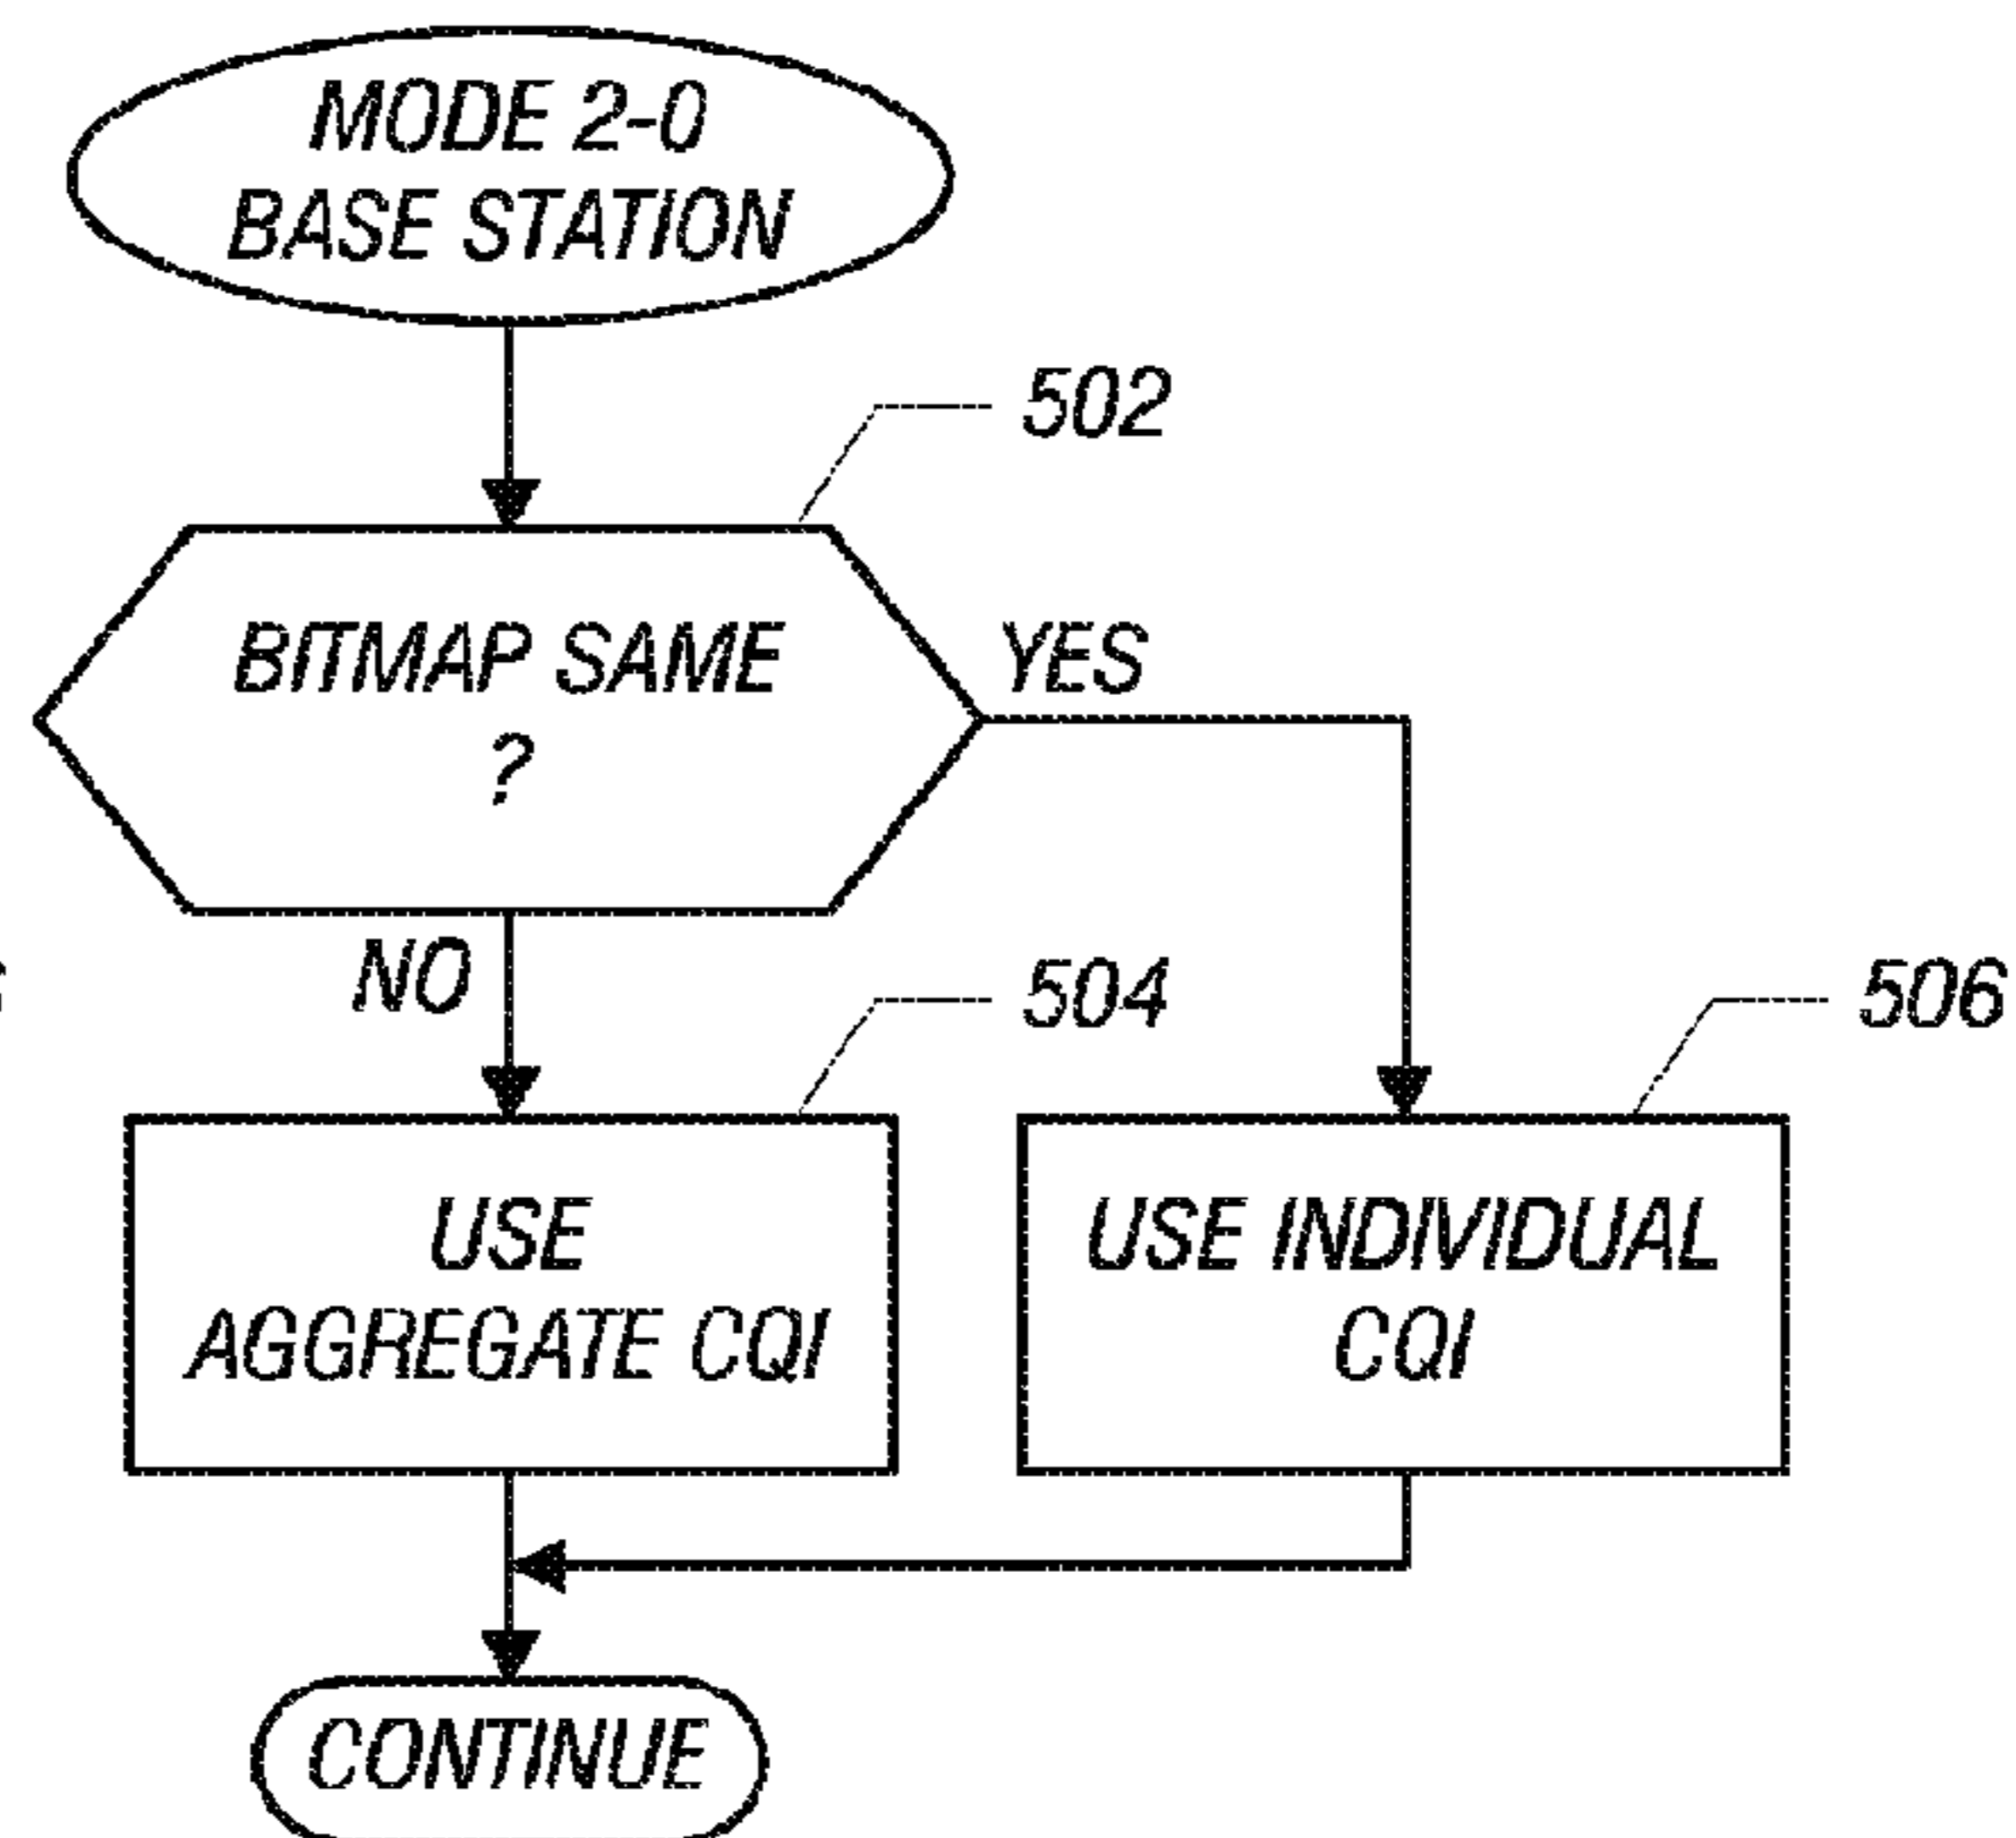 MODE 2-0
BASE STATION
502
BITMAP SAME
?
YES
NO
504
506
USE
AGGREGATE CQI
USE INDIVIDUAL
CQI
CONTINUE